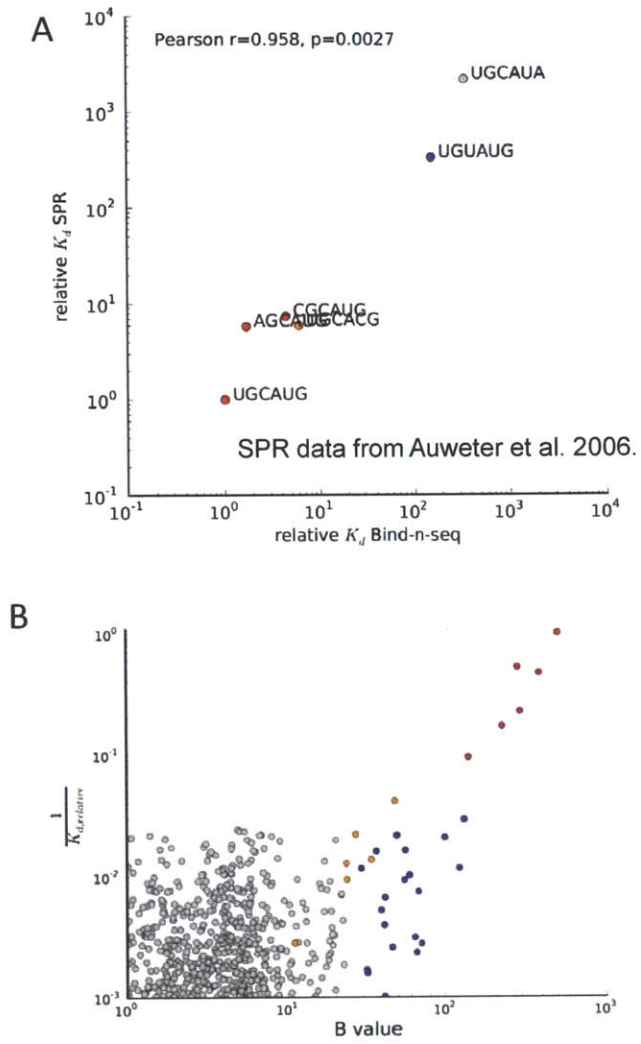 A
Pearson r=0.958, p=0.0027
10^4
10^3
10^2
10^1
10^0
10^-1
relative K_d SPR
UGCAUA
UGUAUG
CGCAUG
AGCAUG
UGCACG
UGCAUG
SPR data from Auweter et al. 2006.
10^-1 10^0 10^1 10^2 10^3 10^4
relative K_d Bind-n-seq
B
10^0
10^-1
10^-2
10^-3
1
K_d,relative
10^0 10^1 10^2 10^3
B value